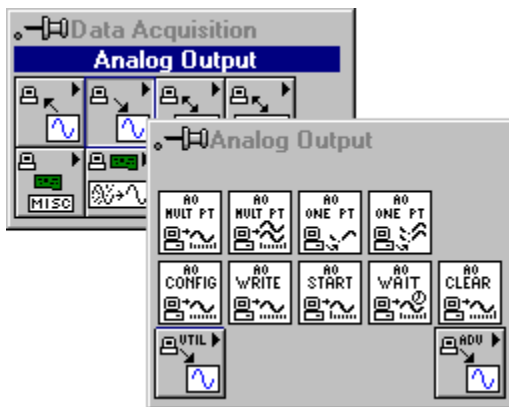 Data Acquisition
Analog Output
MISC
Analog Output
AO MULT PT
AO MULT PT
AO ONE PT
AO ONE PT
AO CONFIG
AO WRITE
AO START
AO WAIT
AO CLEAR
UTIL
ADV